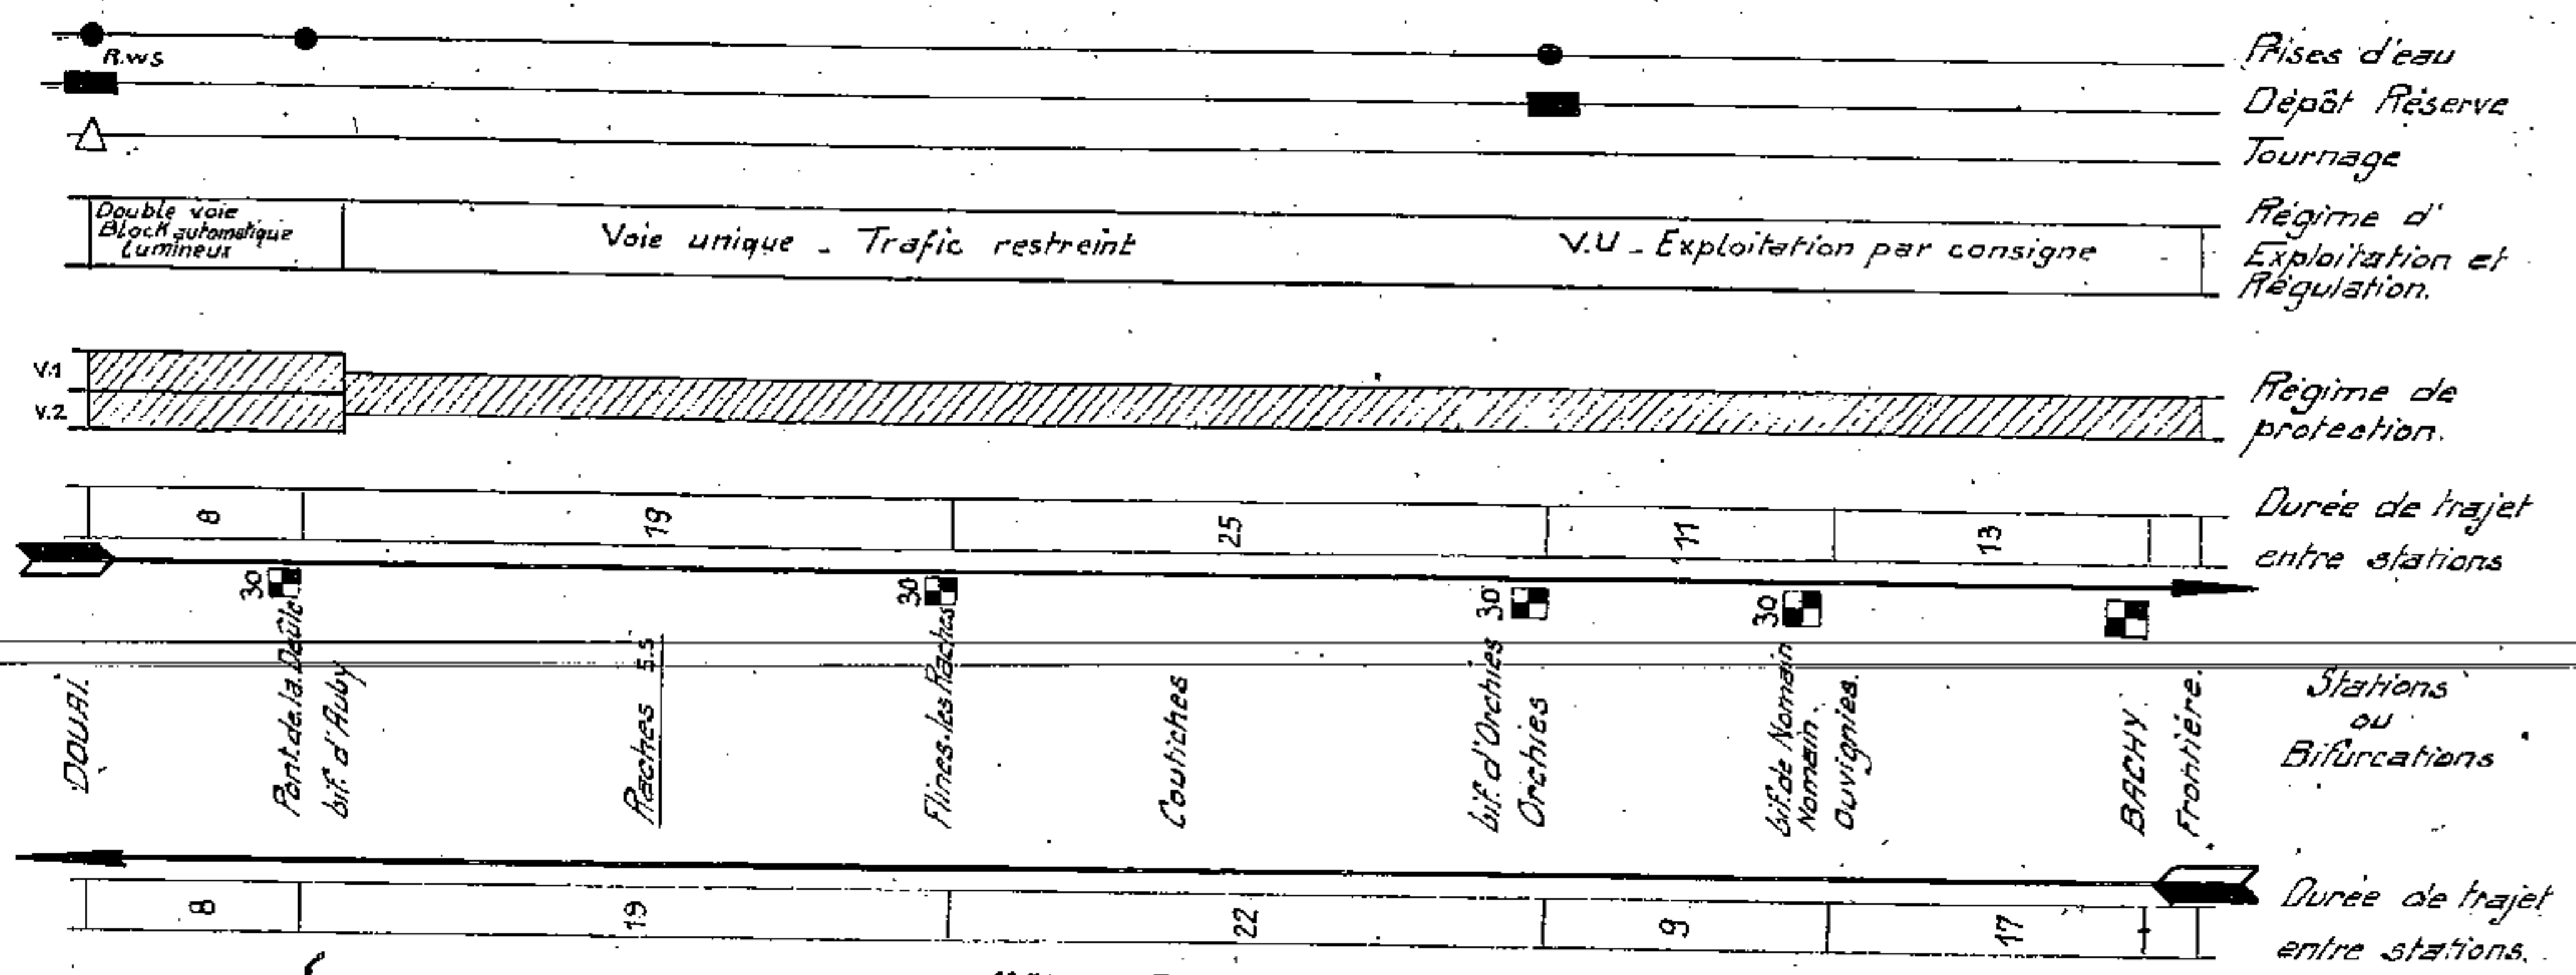 Prises d'eau
R.WS
Dépôt Réserve
Tournage
Double voie
Block automatique
Lumineux
Voie unique - Trafic restreint
V.U - Exploitation par consigne
Régime d'
Exploitation et
Régulation.
V.1
V.2
Régime de
protection.
8
19
25
11
13
Durée de trajet
entre stations
30
30
30
30
DOUAI.
Pont.de.la.Deûle
bif. d'Auby
Raches S.S
Flines.les Raches
Coutiches
bif. d'Orchies
Orchies
bif.de Nomain
Nomain.
Ouvignies.
BACHY
Frontière.
Stations
ou
Bifurcations
8
19
22
9
17
Durée de trajet
entre stations.